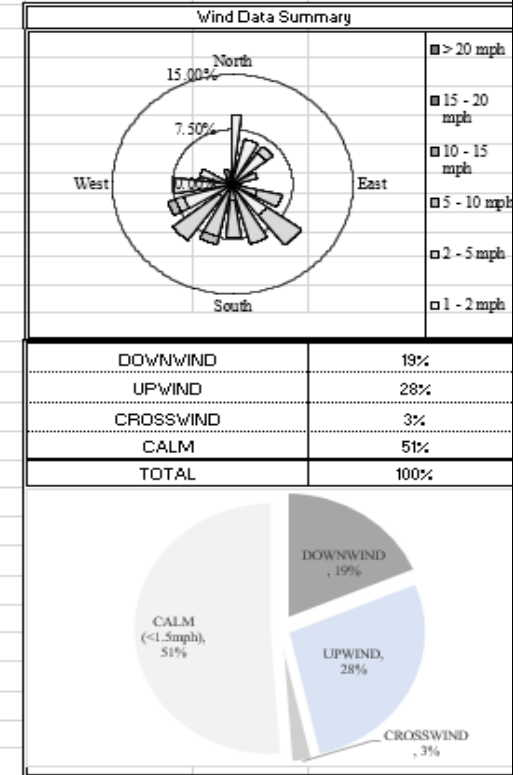 Wind Data Summary
North
15.00%
7.50%
0.00%
West
East
South
> 20 mph
15 - 20
mph
10 - 15
mph
5 - 10 mph
2 - 5 mph
1 - 2 mph
DOWNWIND 19%
UPWIND 28%
CROSSWIND 3%
CALM 51%
TOTAL 100%
DOWNWIND
, 19%
UPWIND,
28%
CROSSWIND
, 3%
CALM
(<1.5mph),
51%